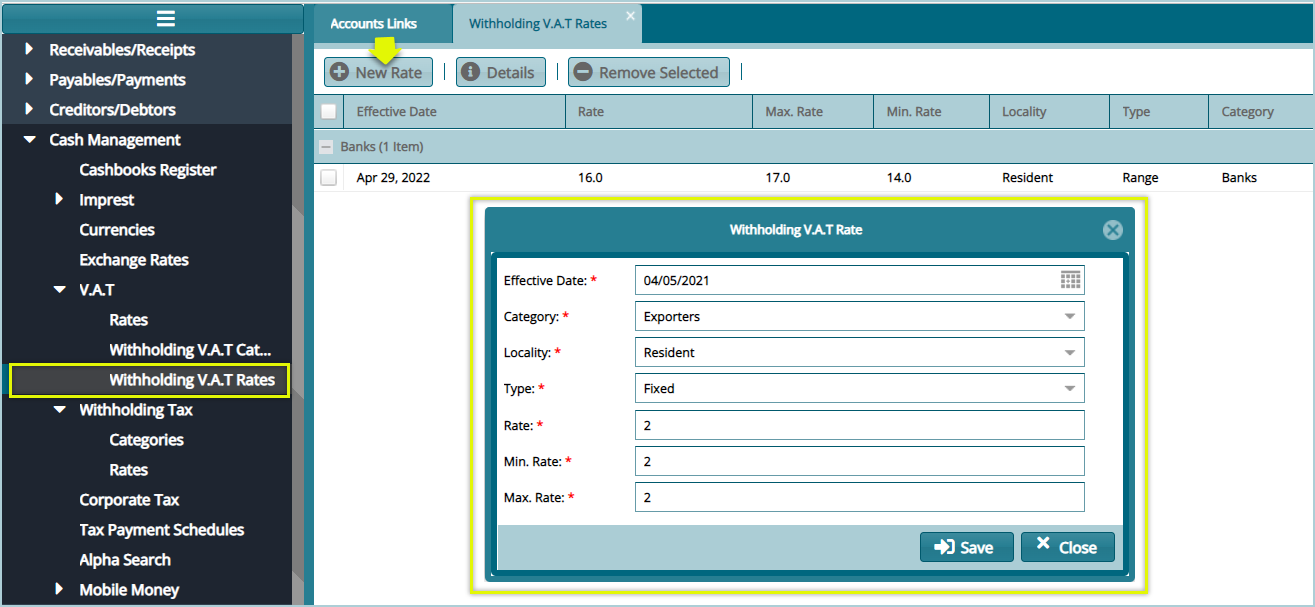 Accounts Links
Withholding V.A.T Rates
Receivables/Receipts
Payables/Payments
Creditors/Debtors
Cash Management
Cashbooks Register
Imprest
Currencies
Exchange Rates
V.A.T
Rates
Withholding V.A.T Cat...
Withholding V.A.T Rates
Withholding Tax
Categories
Rates
Corporate Tax
Tax Payment Schedules
Alpha Search
Mobile Money
New Rate | Details | Remove Selected |
Effective Date Rate Max. Rate Min. Rate Locality Type Category
Banks (1 Item)
Apr 29, 2022 16.0 17.0 14.0 Resident Range Banks
Withholding V.A.T Rate
Effective Date: * 04/05/2021
Category: * Exporters
Locality: * Resident
Type: * Fixed
Rate: * 2
Min. Rate: * 2
Max. Rate: * 2
Save Close